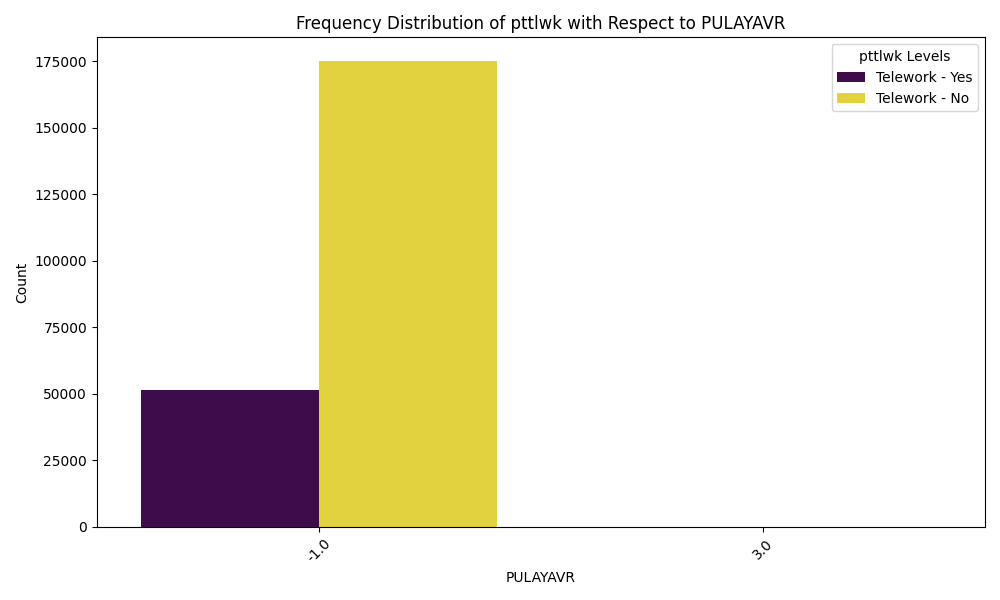 Frequency Distribution of pttlwk with Respect to PULAYAVR
pttlwk Levels
Telework - Yes
Telework - No
Count
175000
150000
125000
100000
75000
50000
25000
0
-1.0
3.0
PULAYAVR